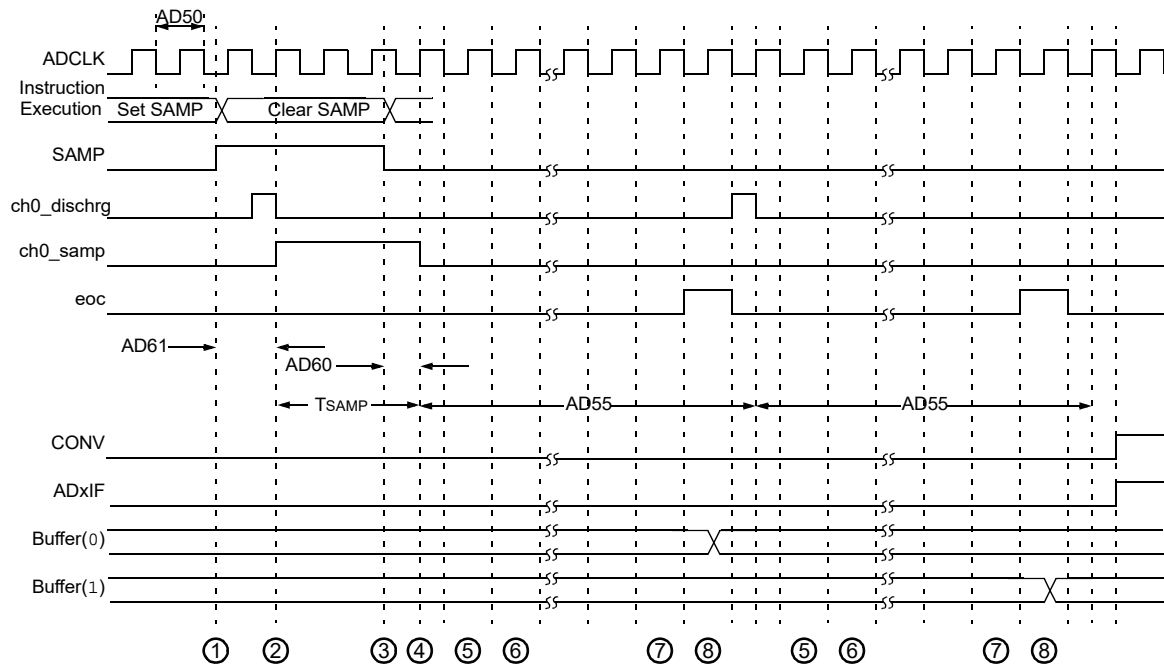 AD50
ADCLK
Instruction
Execution Set SAMP Clear SAMP
SAMP
ch0_dischrg
ch0_samp
eoc
AD61
AD60
TSAMP AD55 AD55
CONV
ADxIF
Buffer(0)
Buffer(1)
① ② ③ ④ ⑤ ⑥ ⑦ ⑧ ⑤ ⑥ ⑦ ⑧